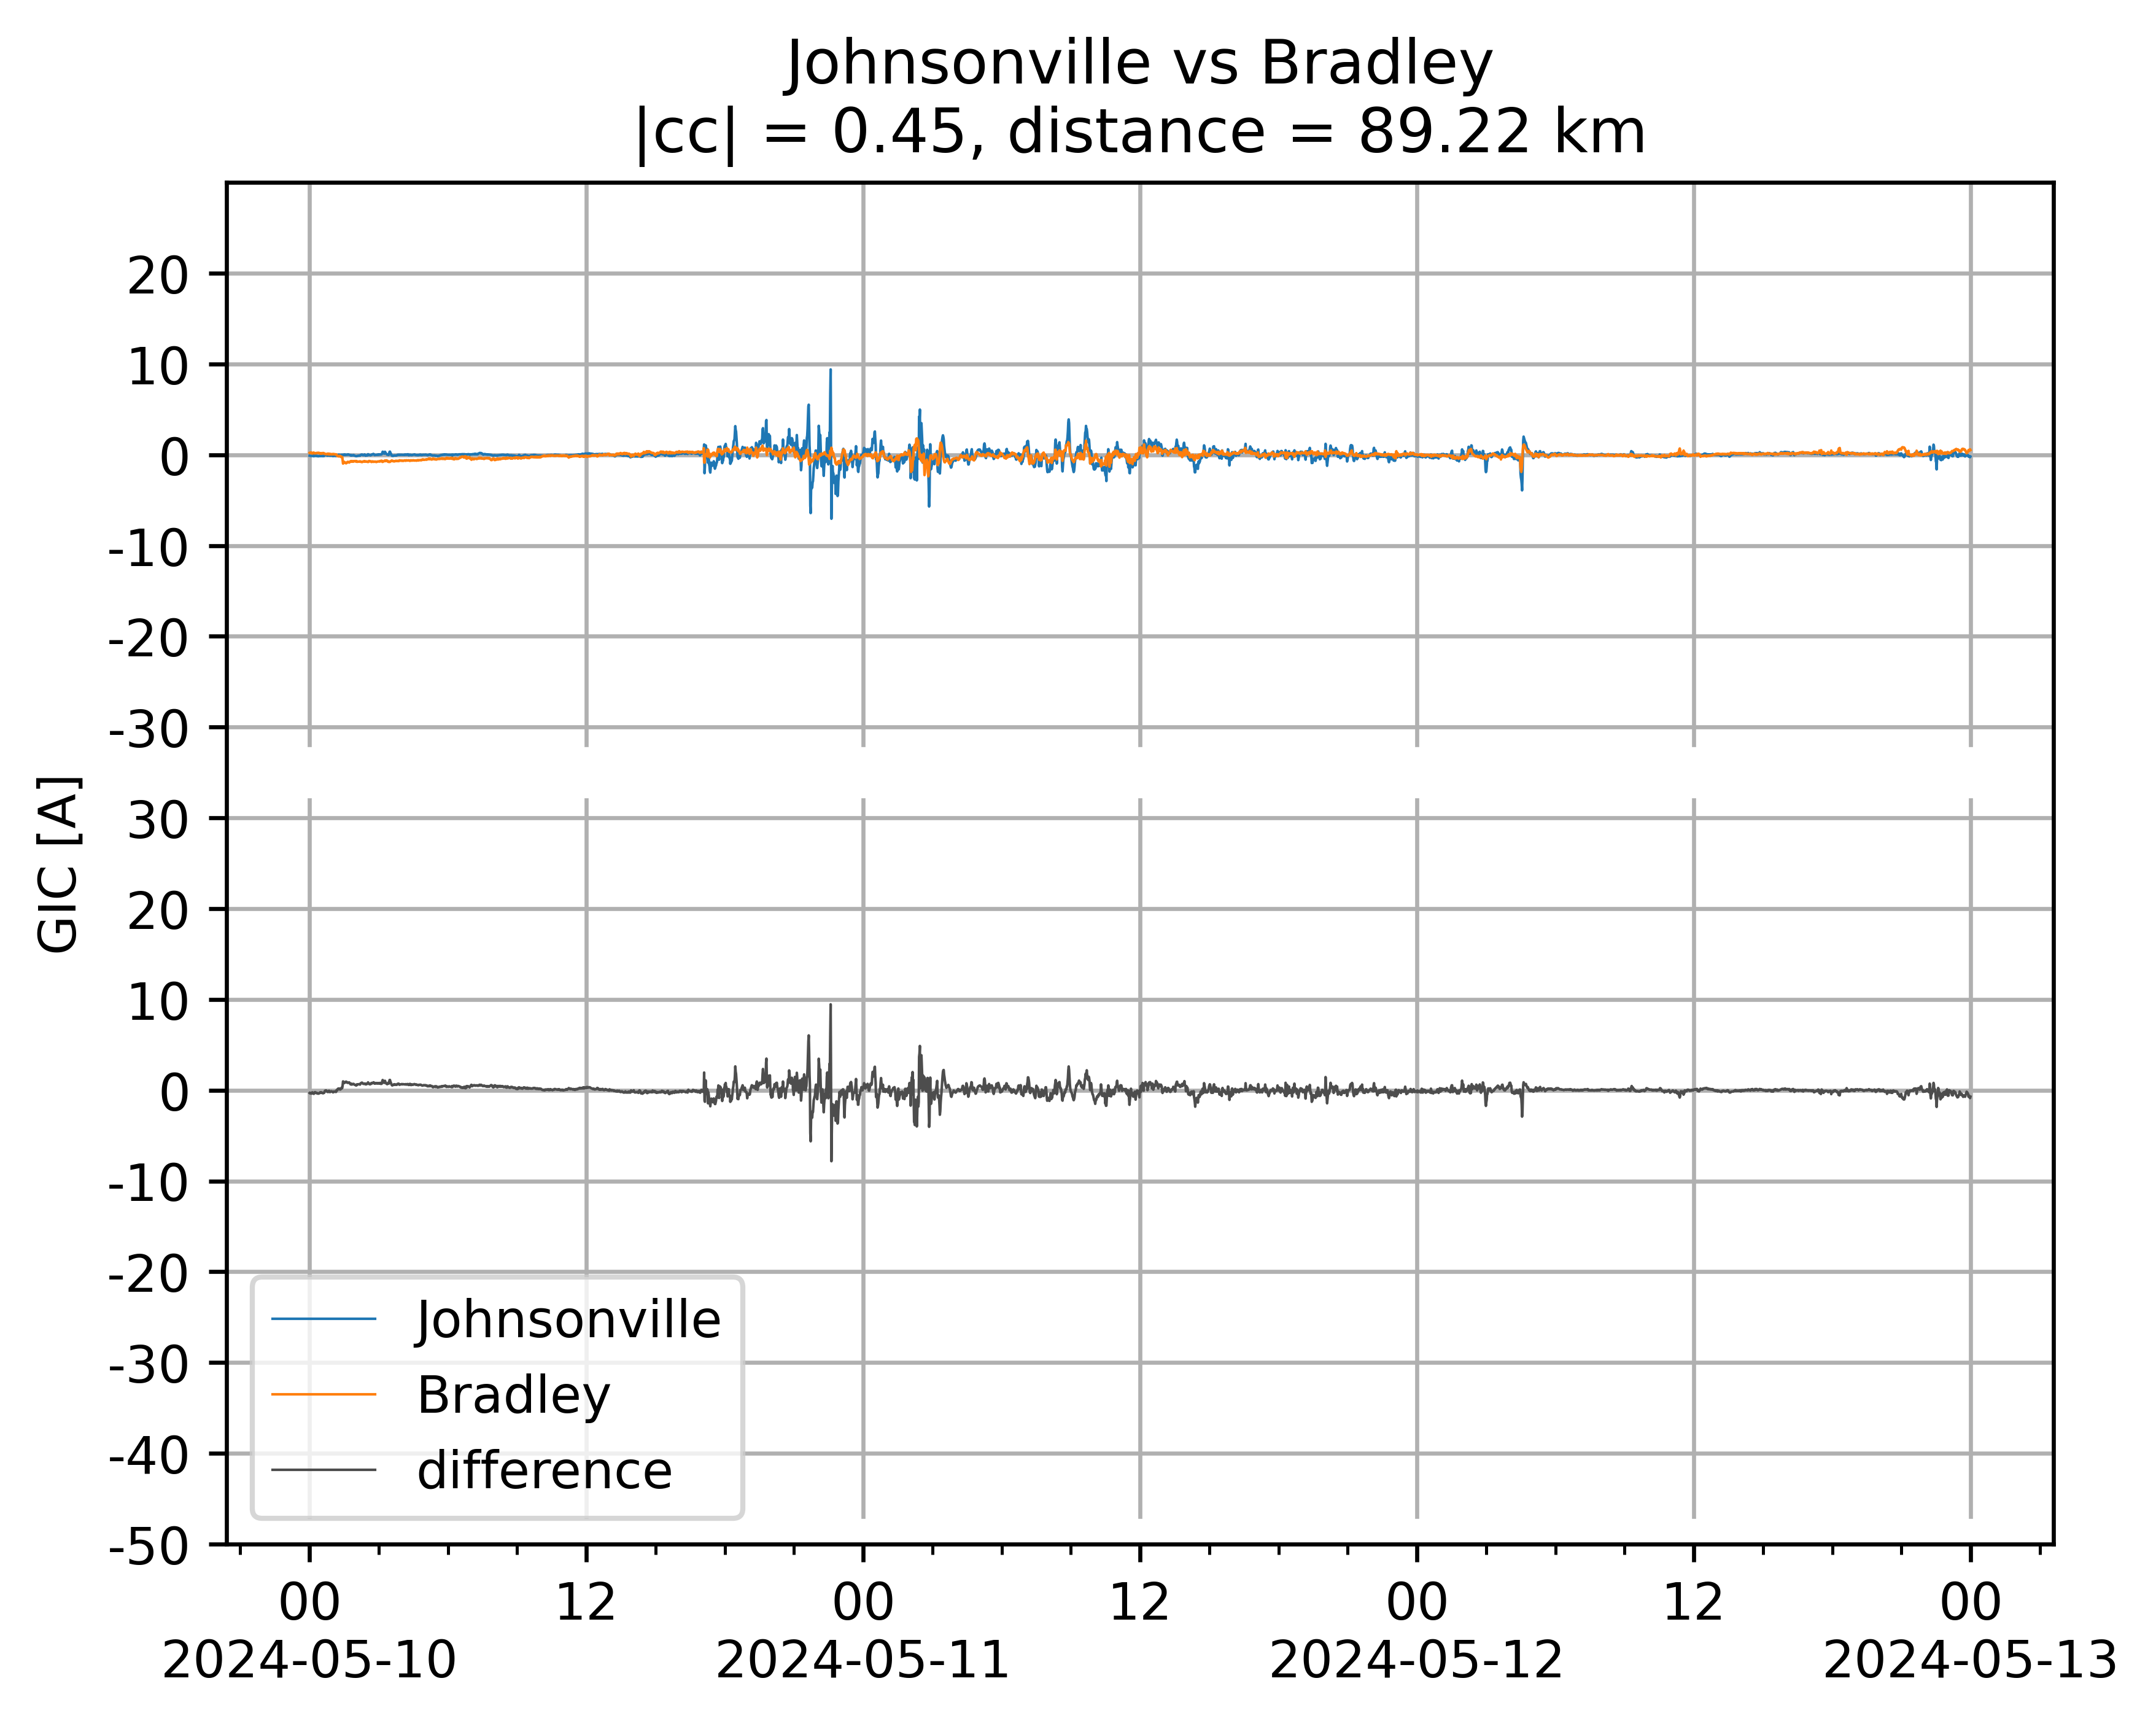 Johnsonville vs Bradley
|cc| = 0.45, distance = 89.22 km
GIC [A]
20
10
0
-10
-20
-30
30
20
10
0
-10
-20
-30
-40
-50
Johnsonville
Bradley
difference
00 12 00 12 00 12 00
2024-05-10 2024-05-11 2024-05-12 2024-05-13